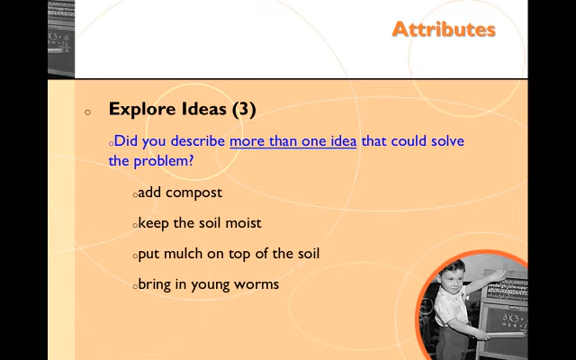 Attributes
Explore Ideas (3)
Did you describe more than one idea that could solve
the problem?
add compost
keep the soil moist
put mulch on top of the soil
bring in young worms